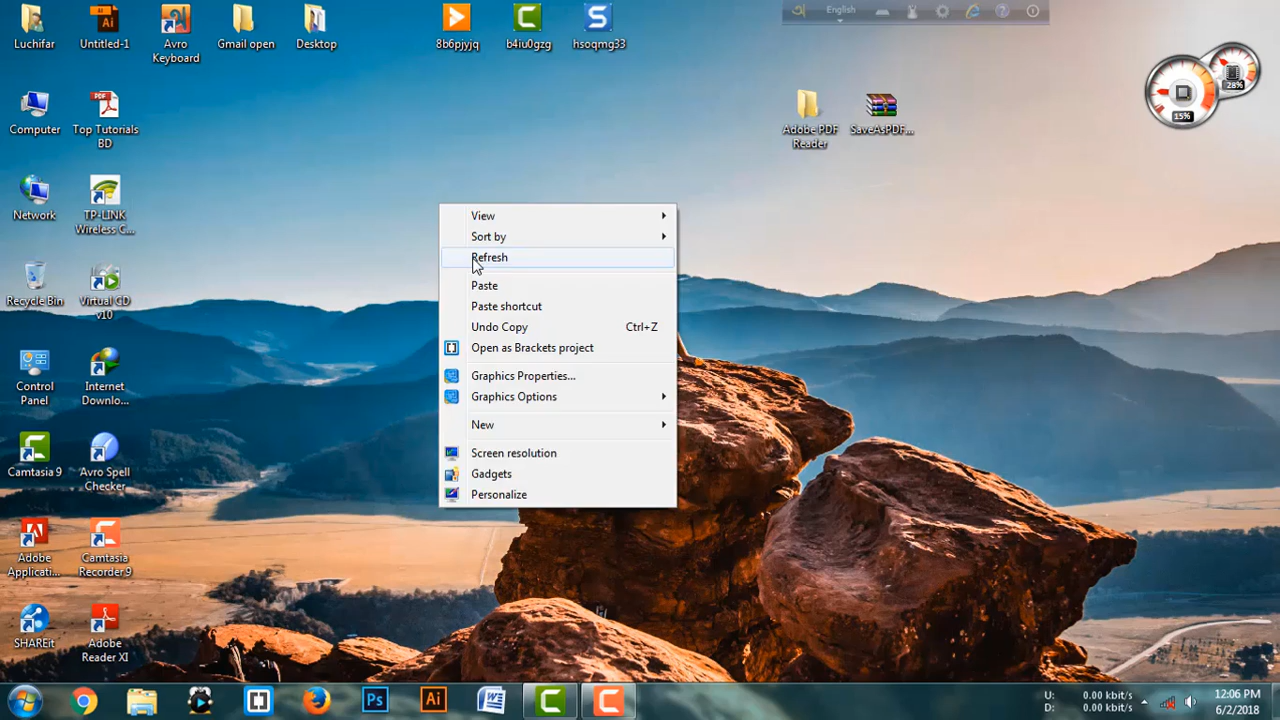 Luchifar
Untitled-1
Avro
Keyboard
Gmail open
Desktop
8b6pjyjq
b4iu0gzg
hsoqmg33
English
28%
15%
Computer
Top Tutorials
BD
Adobe PDF
Reader
SaveAsPDF...
Network
TP-LINK
Wireless C...
Recycle Bin
Virtual CD
v10
Control
Panel
Internet
Downlo...
Camtasia 9
Avro Spell
Checker
Adobe
Applicati...
Camtasia
Recorder 9
SHAREit
Adobe
Reader XI
View
Sort by
Refresh
Paste
Paste shortcut
Undo Copy Ctrl+Z
Open as Brackets project
Graphics Properties...
Graphics Options
New
Screen resolution
Gadgets
Personalize
Ps
Ai
U: 0.00 kbit/s
D: 0.00 kbit/s
12:06 PM
6/2/2018